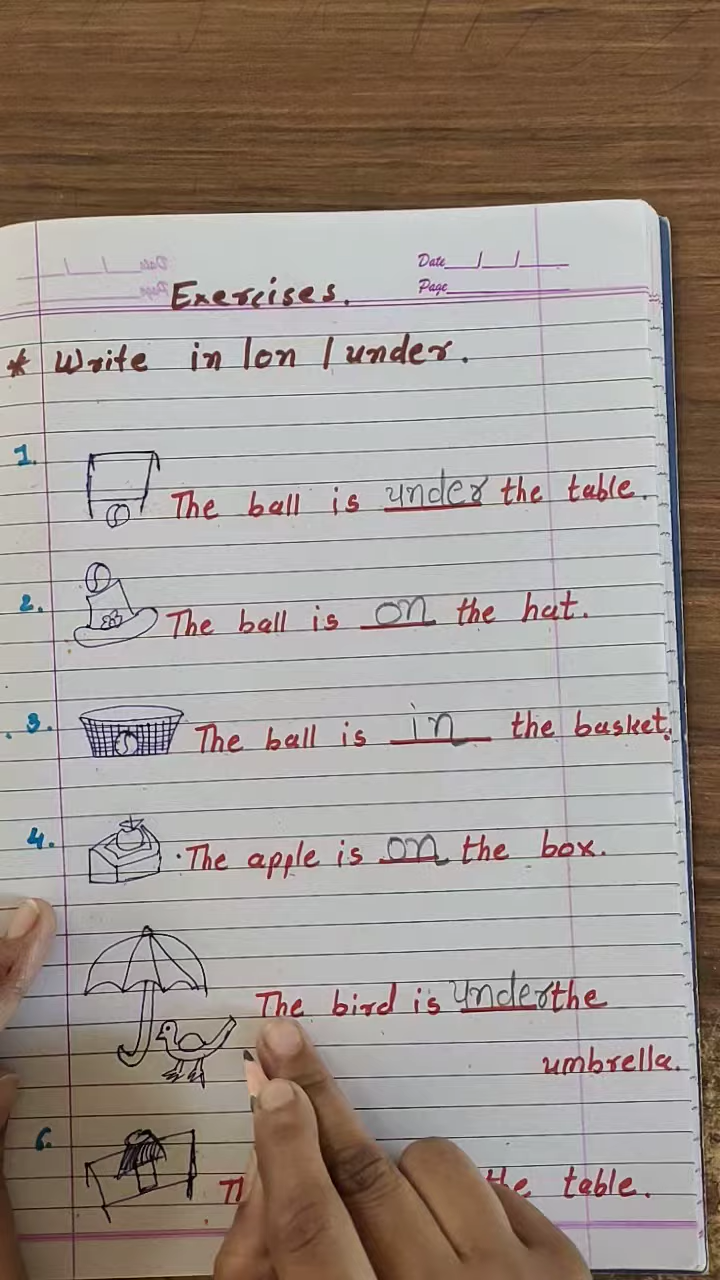 Date
Page
Exercises.
* Write in / on / under.
1. The ball is under the table.
2. The ball is on the hat.
3. The ball is in the basket.
4. The apple is on the box.
The bird is under the
umbrella.
6. the table.